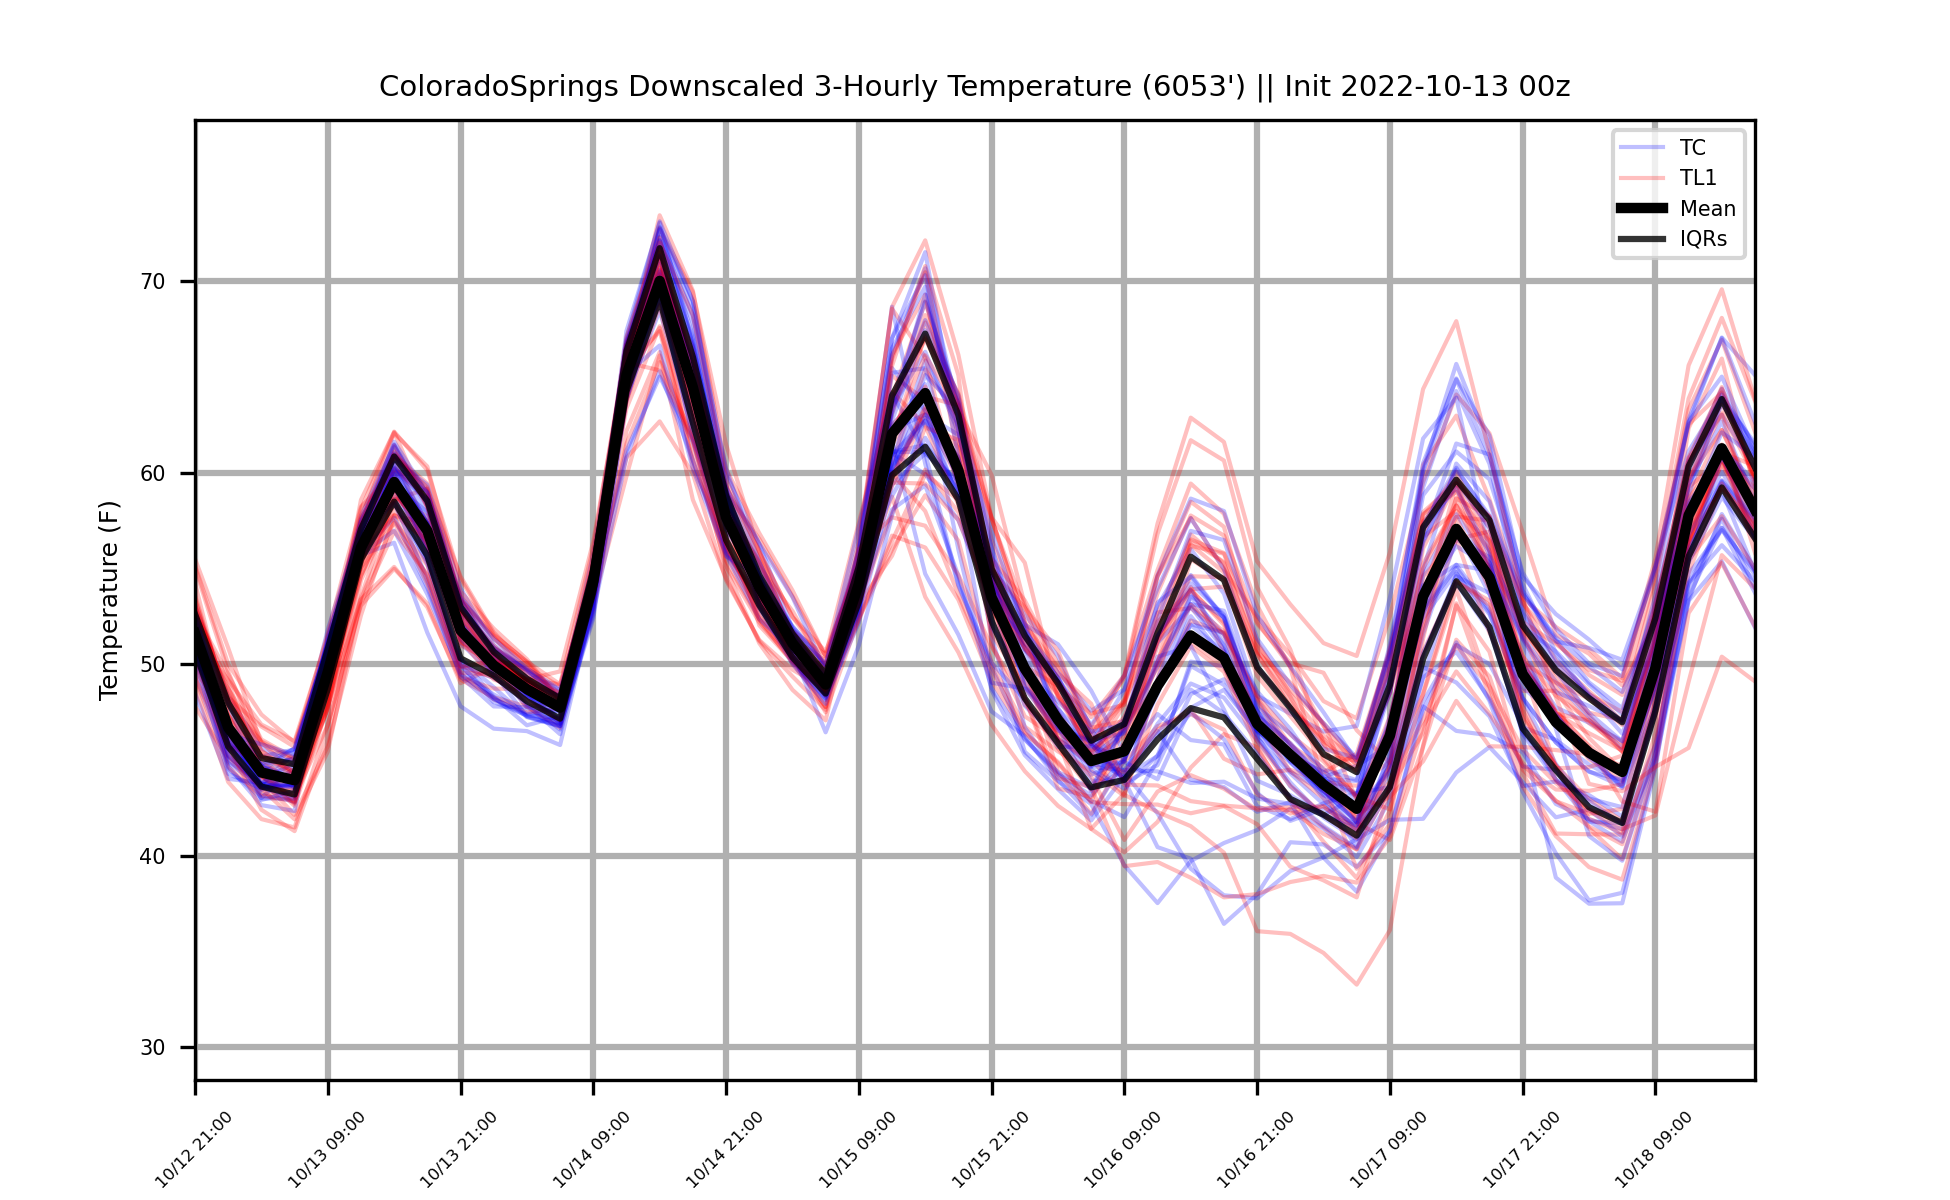 ColoradoSprings Downscaled 3-Hourly Temperature (6053') || Init 2022-10-13 00z
TC
TL1
Mean
IQRs
Temperature (F)
70
60
50
40
30
10/12 21:00
10/13 09:00
10/13 21:00
10/14 09:00
10/14 21:00
10/15 09:00
10/15 21:00
10/16 09:00
10/16 21:00
10/17 09:00
10/17 21:00
10/18 09:00